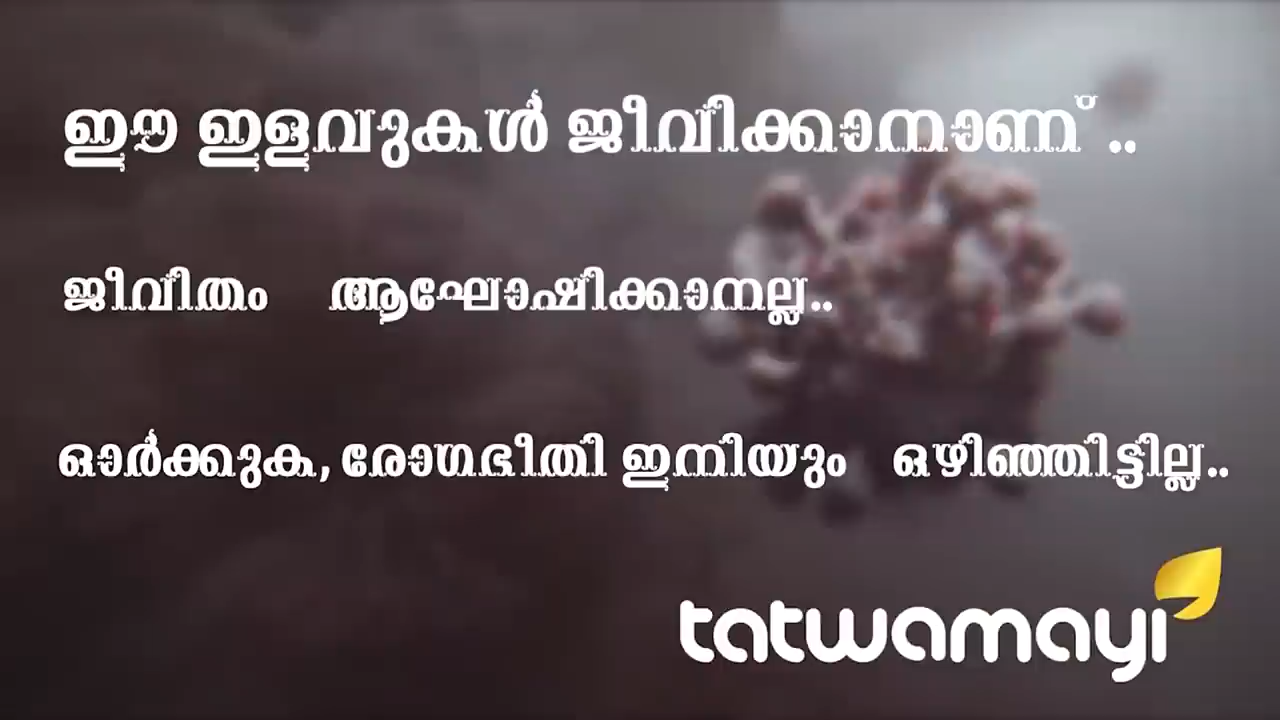 ഈ ഇളവുകൾ ജീവിക്കാനാണ് ..
ജീവിതം ആഘോഷിക്കാനല്ല..
ഓർക്കുക, രോഗഭീതി ഇനിയും ഒഴിഞ്ഞിട്ടില്ല..
tatwamayi